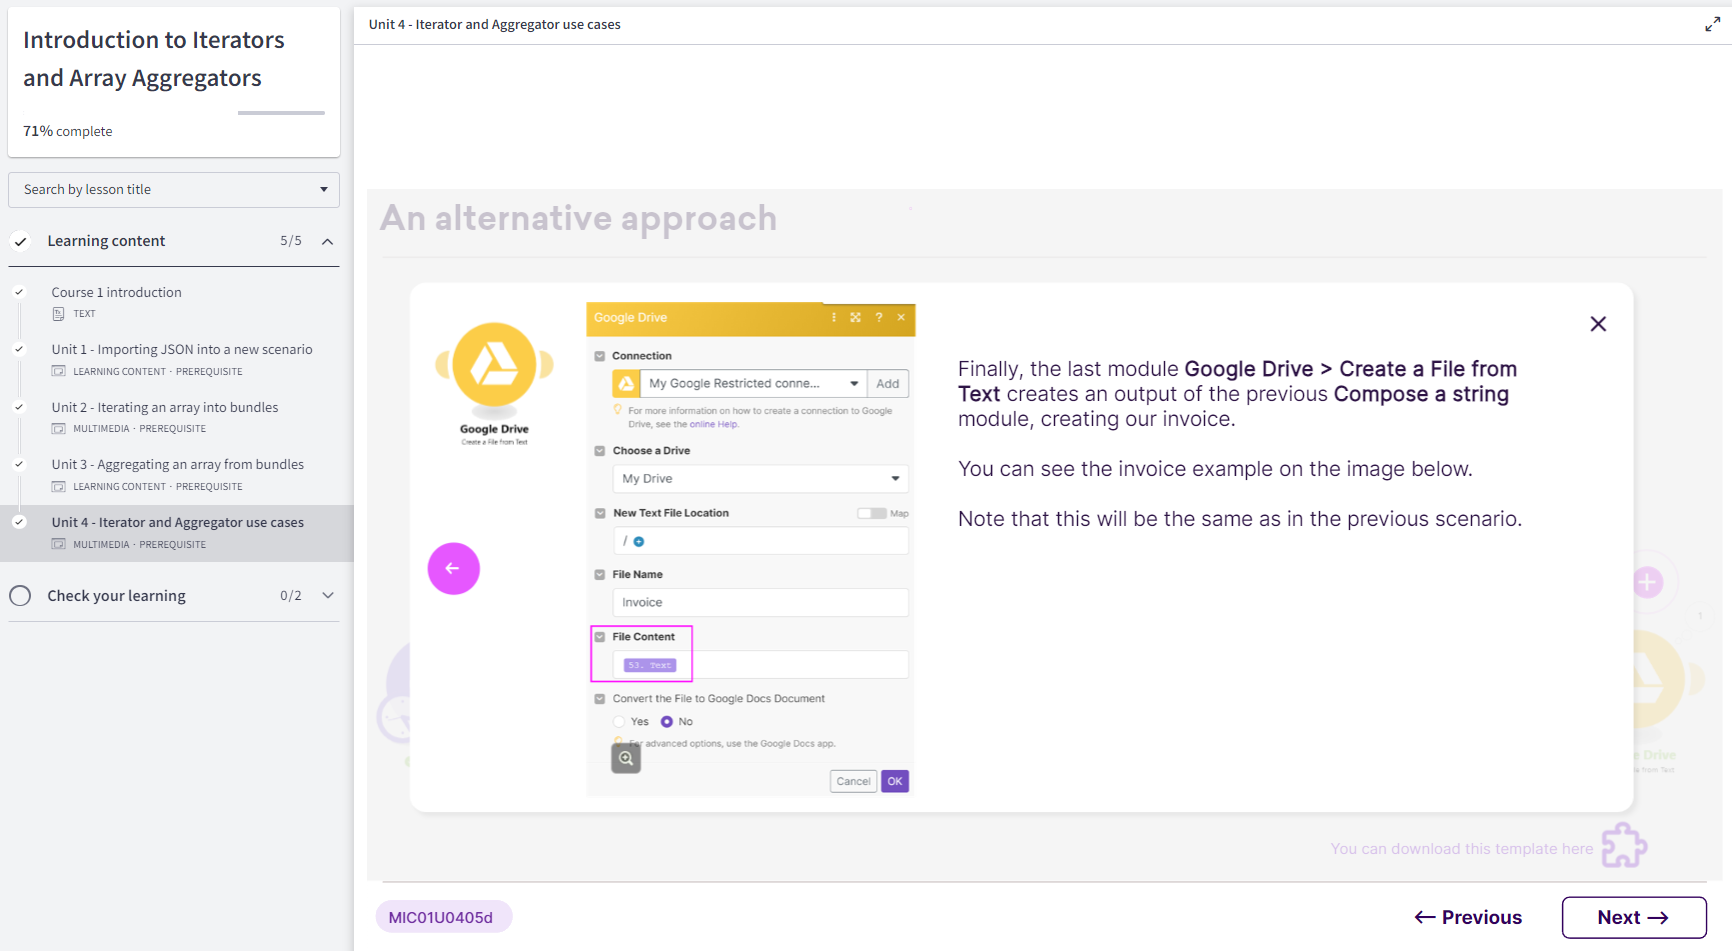 Introduction to Iterators
and Array Aggregators
71% complete
Search by lesson title
Learning content 5/5
Course 1 introduction
TEXT
Unit 1 - Importing JSON into a new scenario
LEARNING CONTENT · PREREQUISITE
Unit 2 - Iterating an array into bundles
MULTIMEDIA · PREREQUISITE
Unit 3 - Aggregating an array from bundles
LEARNING CONTENT · PREREQUISITE
Unit 4 - Iterator and Aggregator use cases
MULTIMEDIA · PREREQUISITE
Check your learning 0/2
Unit 4 - Iterator and Aggregator use cases
An alternative approach
Google Drive
Create a File from Text
Google Drive
Connection
My Google Restricted conne... Add
For more information on how to create a connection to Google
Drive, see the online Help.
Choose a Drive
My Drive
New Text File Location Map
/
File Name
Invoice
File Content
53. Text
Convert the File to Google Docs Document
Yes No
For advanced options, use the Google Docs app.
Cancel OK
Finally, the last module Google Drive > Create a File from
Text creates an output of the previous Compose a string
module, creating our invoice.
You can see the invoice example on the image below.
Note that this will be the same as in the previous scenario.
1
e Drive
le from Text
You can download this template here
MIC01U0405d
← Previous
Next →